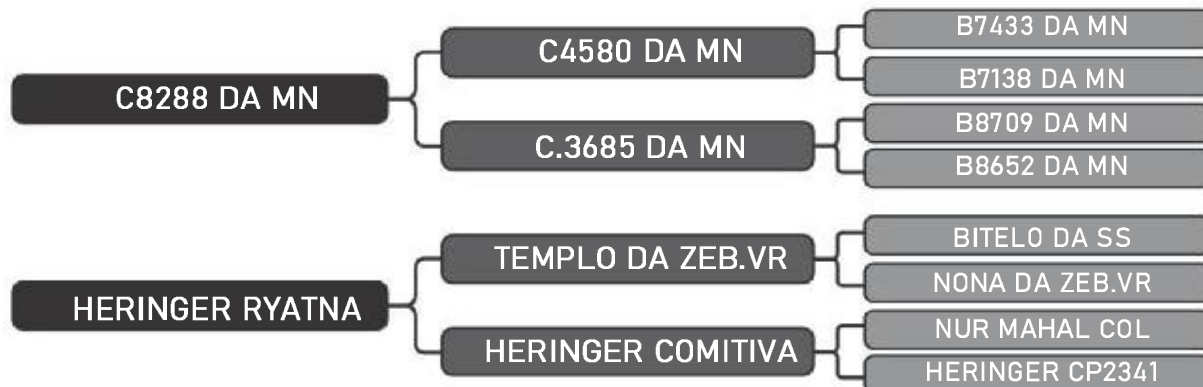 C8288 DA MN
C4580 DA MN
B7433 DA MN
B7138 DA MN
C.3685 DA MN
B8709 DA MN
B8652 DA MN
HERINGER RYATNA
TEMPLO DA ZEB.VR
BITELO DA SS
NONA DA ZEB.VR
HERINGER COMITIVA
NUR MAHAL COL
HERINGER CP2341